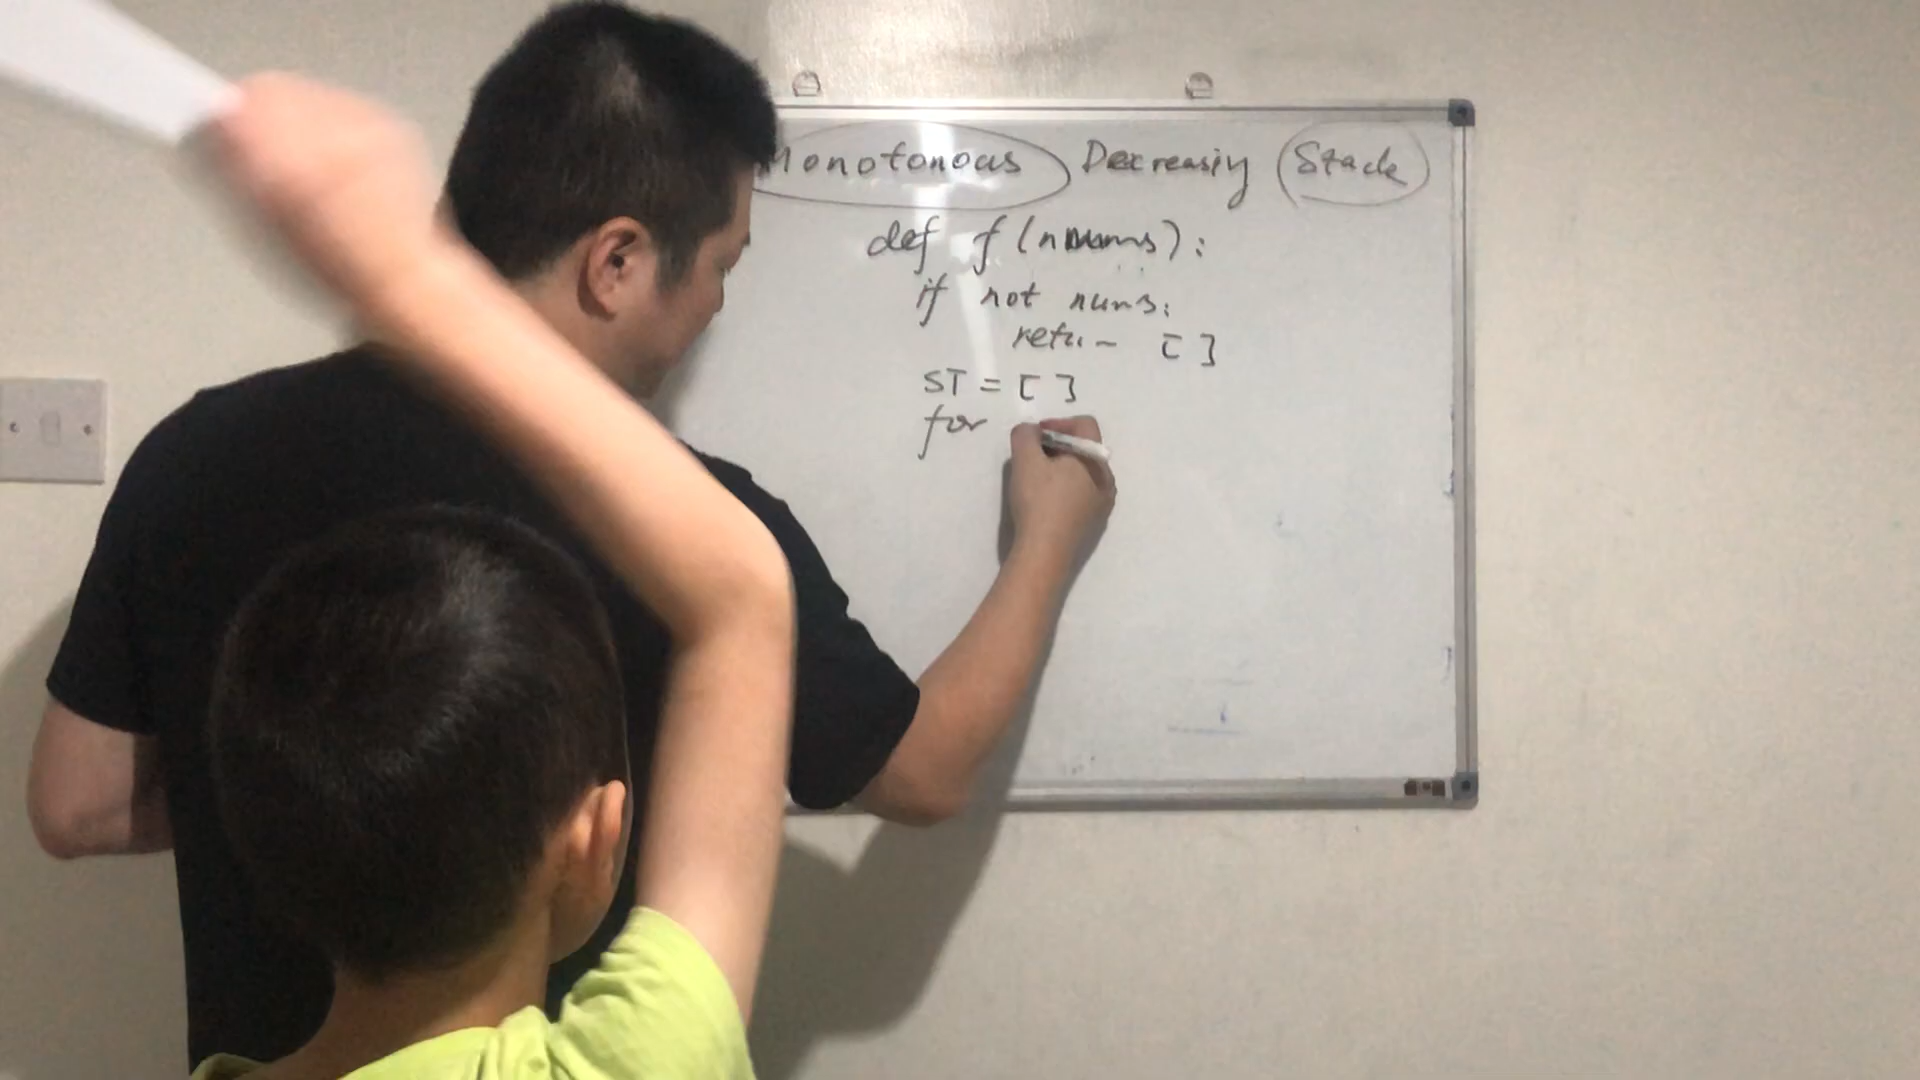 Monotonous Decreasing Stack
def f(nums):
if not nums:
return []
ST = []
for